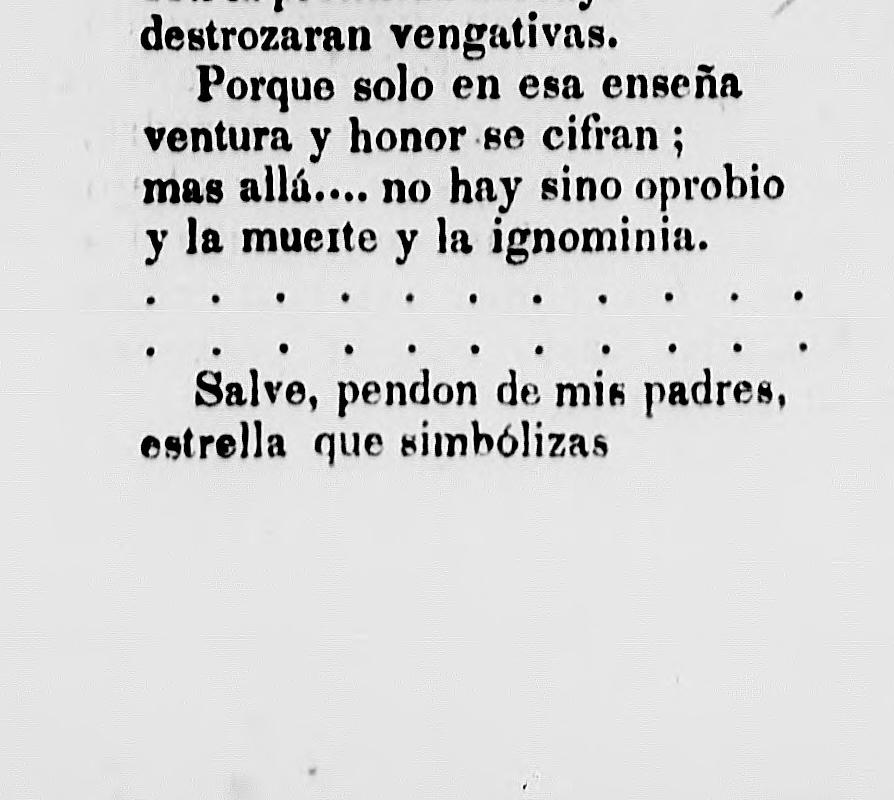 destrozaran vengativas.
Porque solo en esa enseña
ventura y honor se cifran ;
mas allá.... no hay sino oprobio
y la muerte y la ignominia.
. . . . . . . . . . .
. . . . . . . . . . .
Salve, pendon de mis padres,
estrella que simbólizas